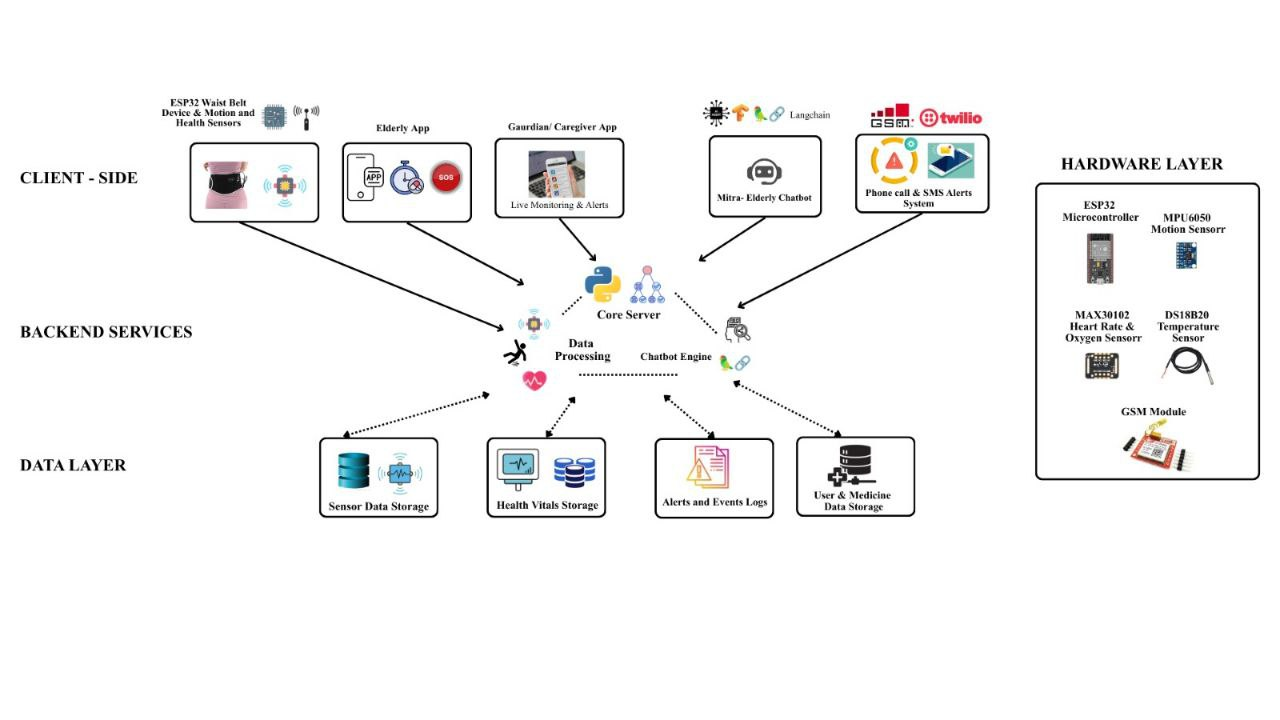 ESP32 Waist Belt
Device & Motion and
Health Sensors
Elderly App
Gaurdian/ Caregiver App
Langchain
GSM
twilio
CLIENT - SIDE
APP
SOS
Live Monitoring & Alerts
Mitra- Elderly Chatbot
Phone call & SMS Alerts
System
HARDWARE LAYER
ESP32
Microcontroller
MPU6050
Motion Sensorr
Core Server
BACKEND SERVICES
Data
Processing
Chatbot Engine
MAX30102
Heart Rate &
Oxygen Sensorr
DS18B20
Temperature
Sensor
GSM Module
DATA LAYER
Sensor Data Storage
Health Vitals Storage
Alerts and Events Logs
User & Medicine
Data Storage